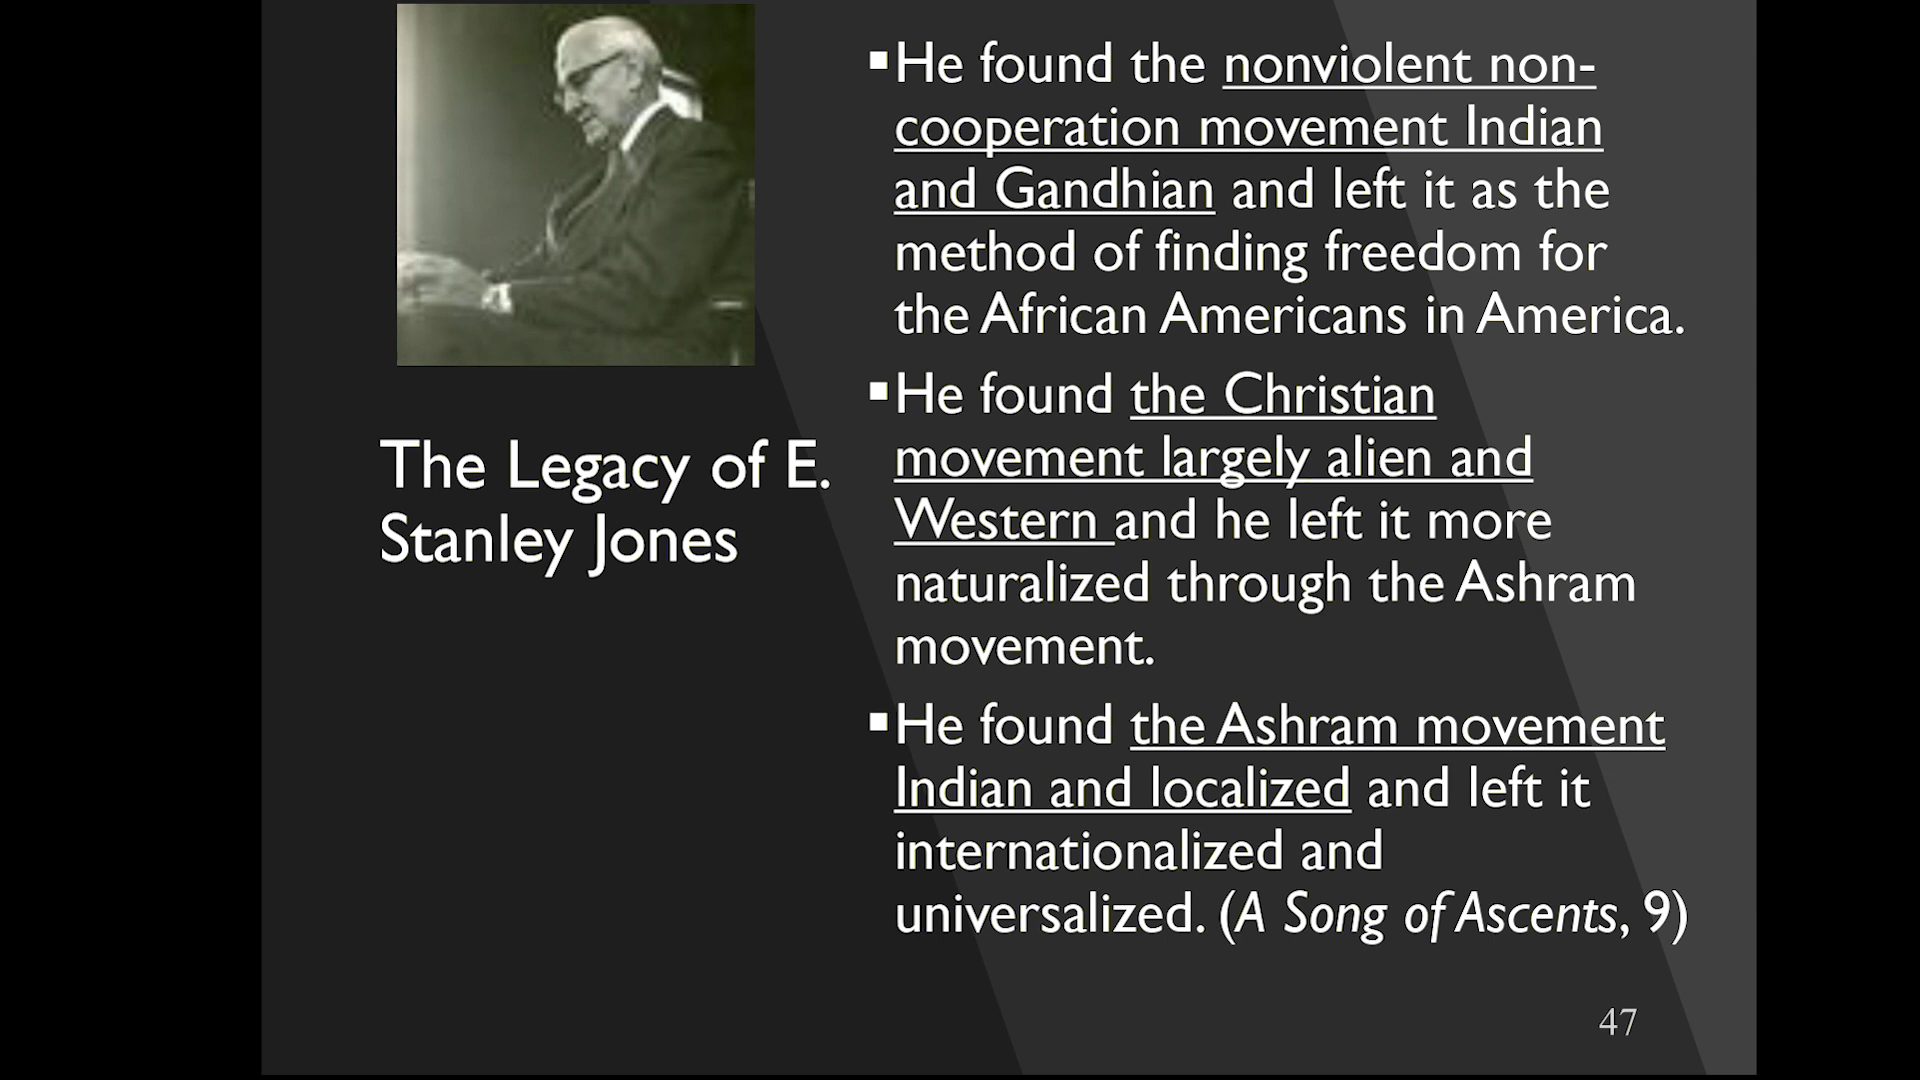 The Legacy of E.
Stanley Jones
▪He found the nonviolent non-
cooperation movement Indian
and Gandhian and left it as the
method of finding freedom for
the African Americans in America.
▪He found the Christian
movement largely alien and
Western and he left it more
naturalized through the Ashram
movement.
▪He found the Ashram movement
Indian and localized and left it
internationalized and
universalized. (A Song of Ascents, 9)
47